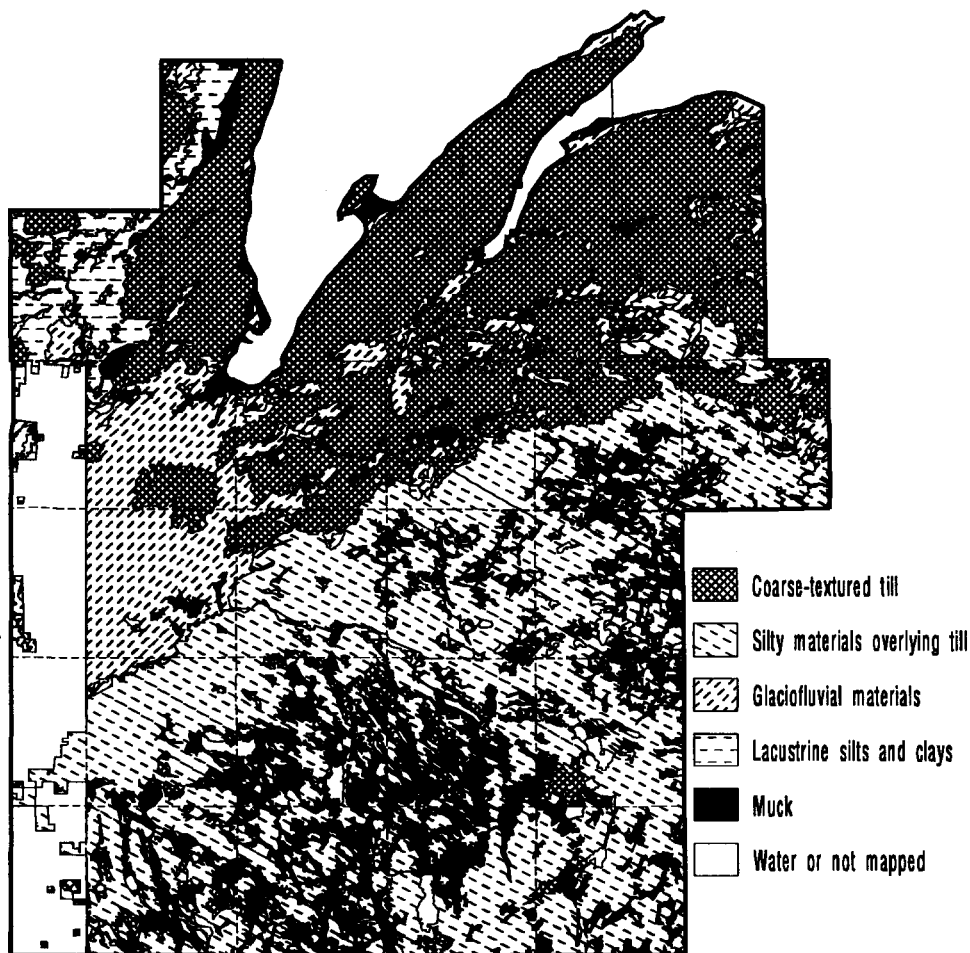 Coarse-textured till
Silty materials overlying till
Glaciofluvial materials
Lacustrine silts and clays
Muck
Water or not mapped